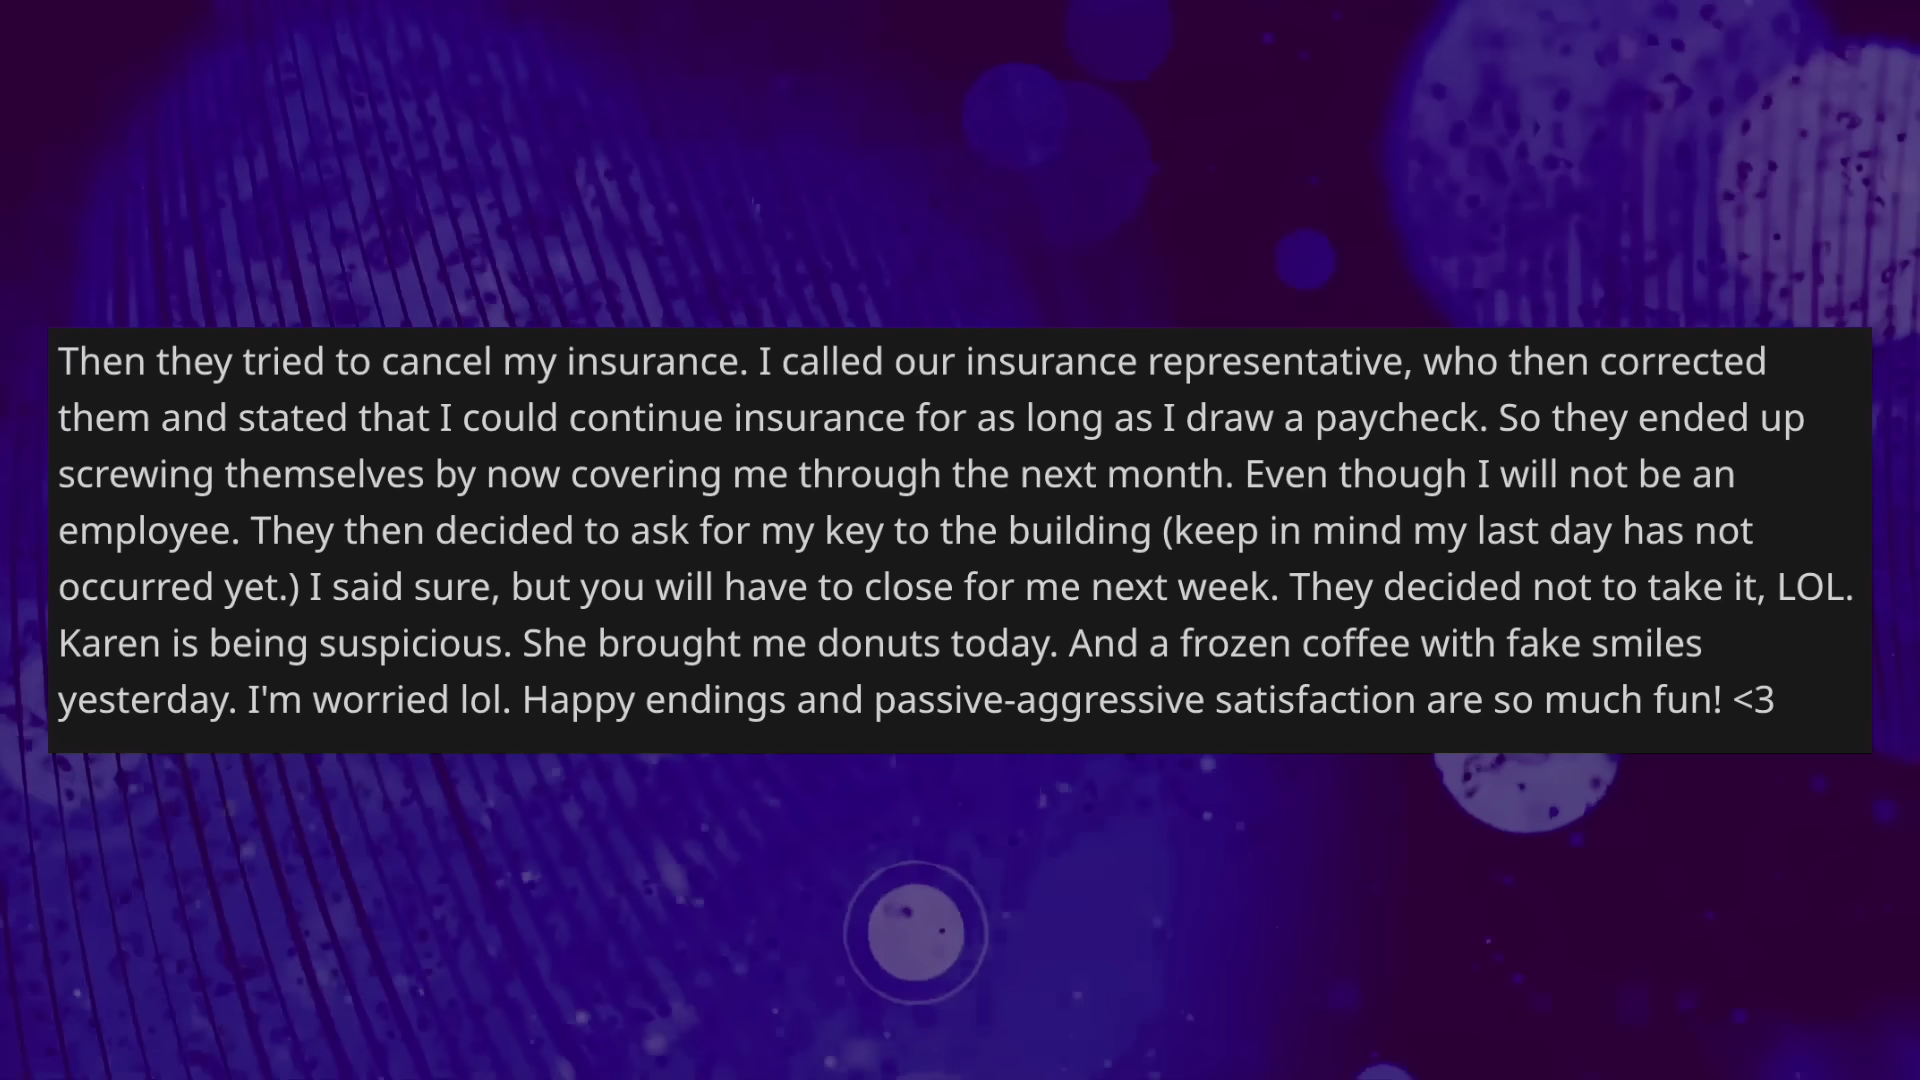 Then they tried to cancel my insurance. I called our insurance representative, who then corrected
them and stated that I could continue insurance for as long as I draw a paycheck. So they ended up
screwing themselves by now covering me through the next month. Even though I will not be an
employee. They then decided to ask for my key to the building (keep in mind my last day has not
occurred yet.) I said sure, but you will have to close for me next week. They decided not to take it, LOL.
Karen is being suspicious. She brought me donuts today. And a frozen coffee with fake smiles
yesterday. I'm worried lol. Happy endings and passive-aggressive satisfaction are so much fun! <3